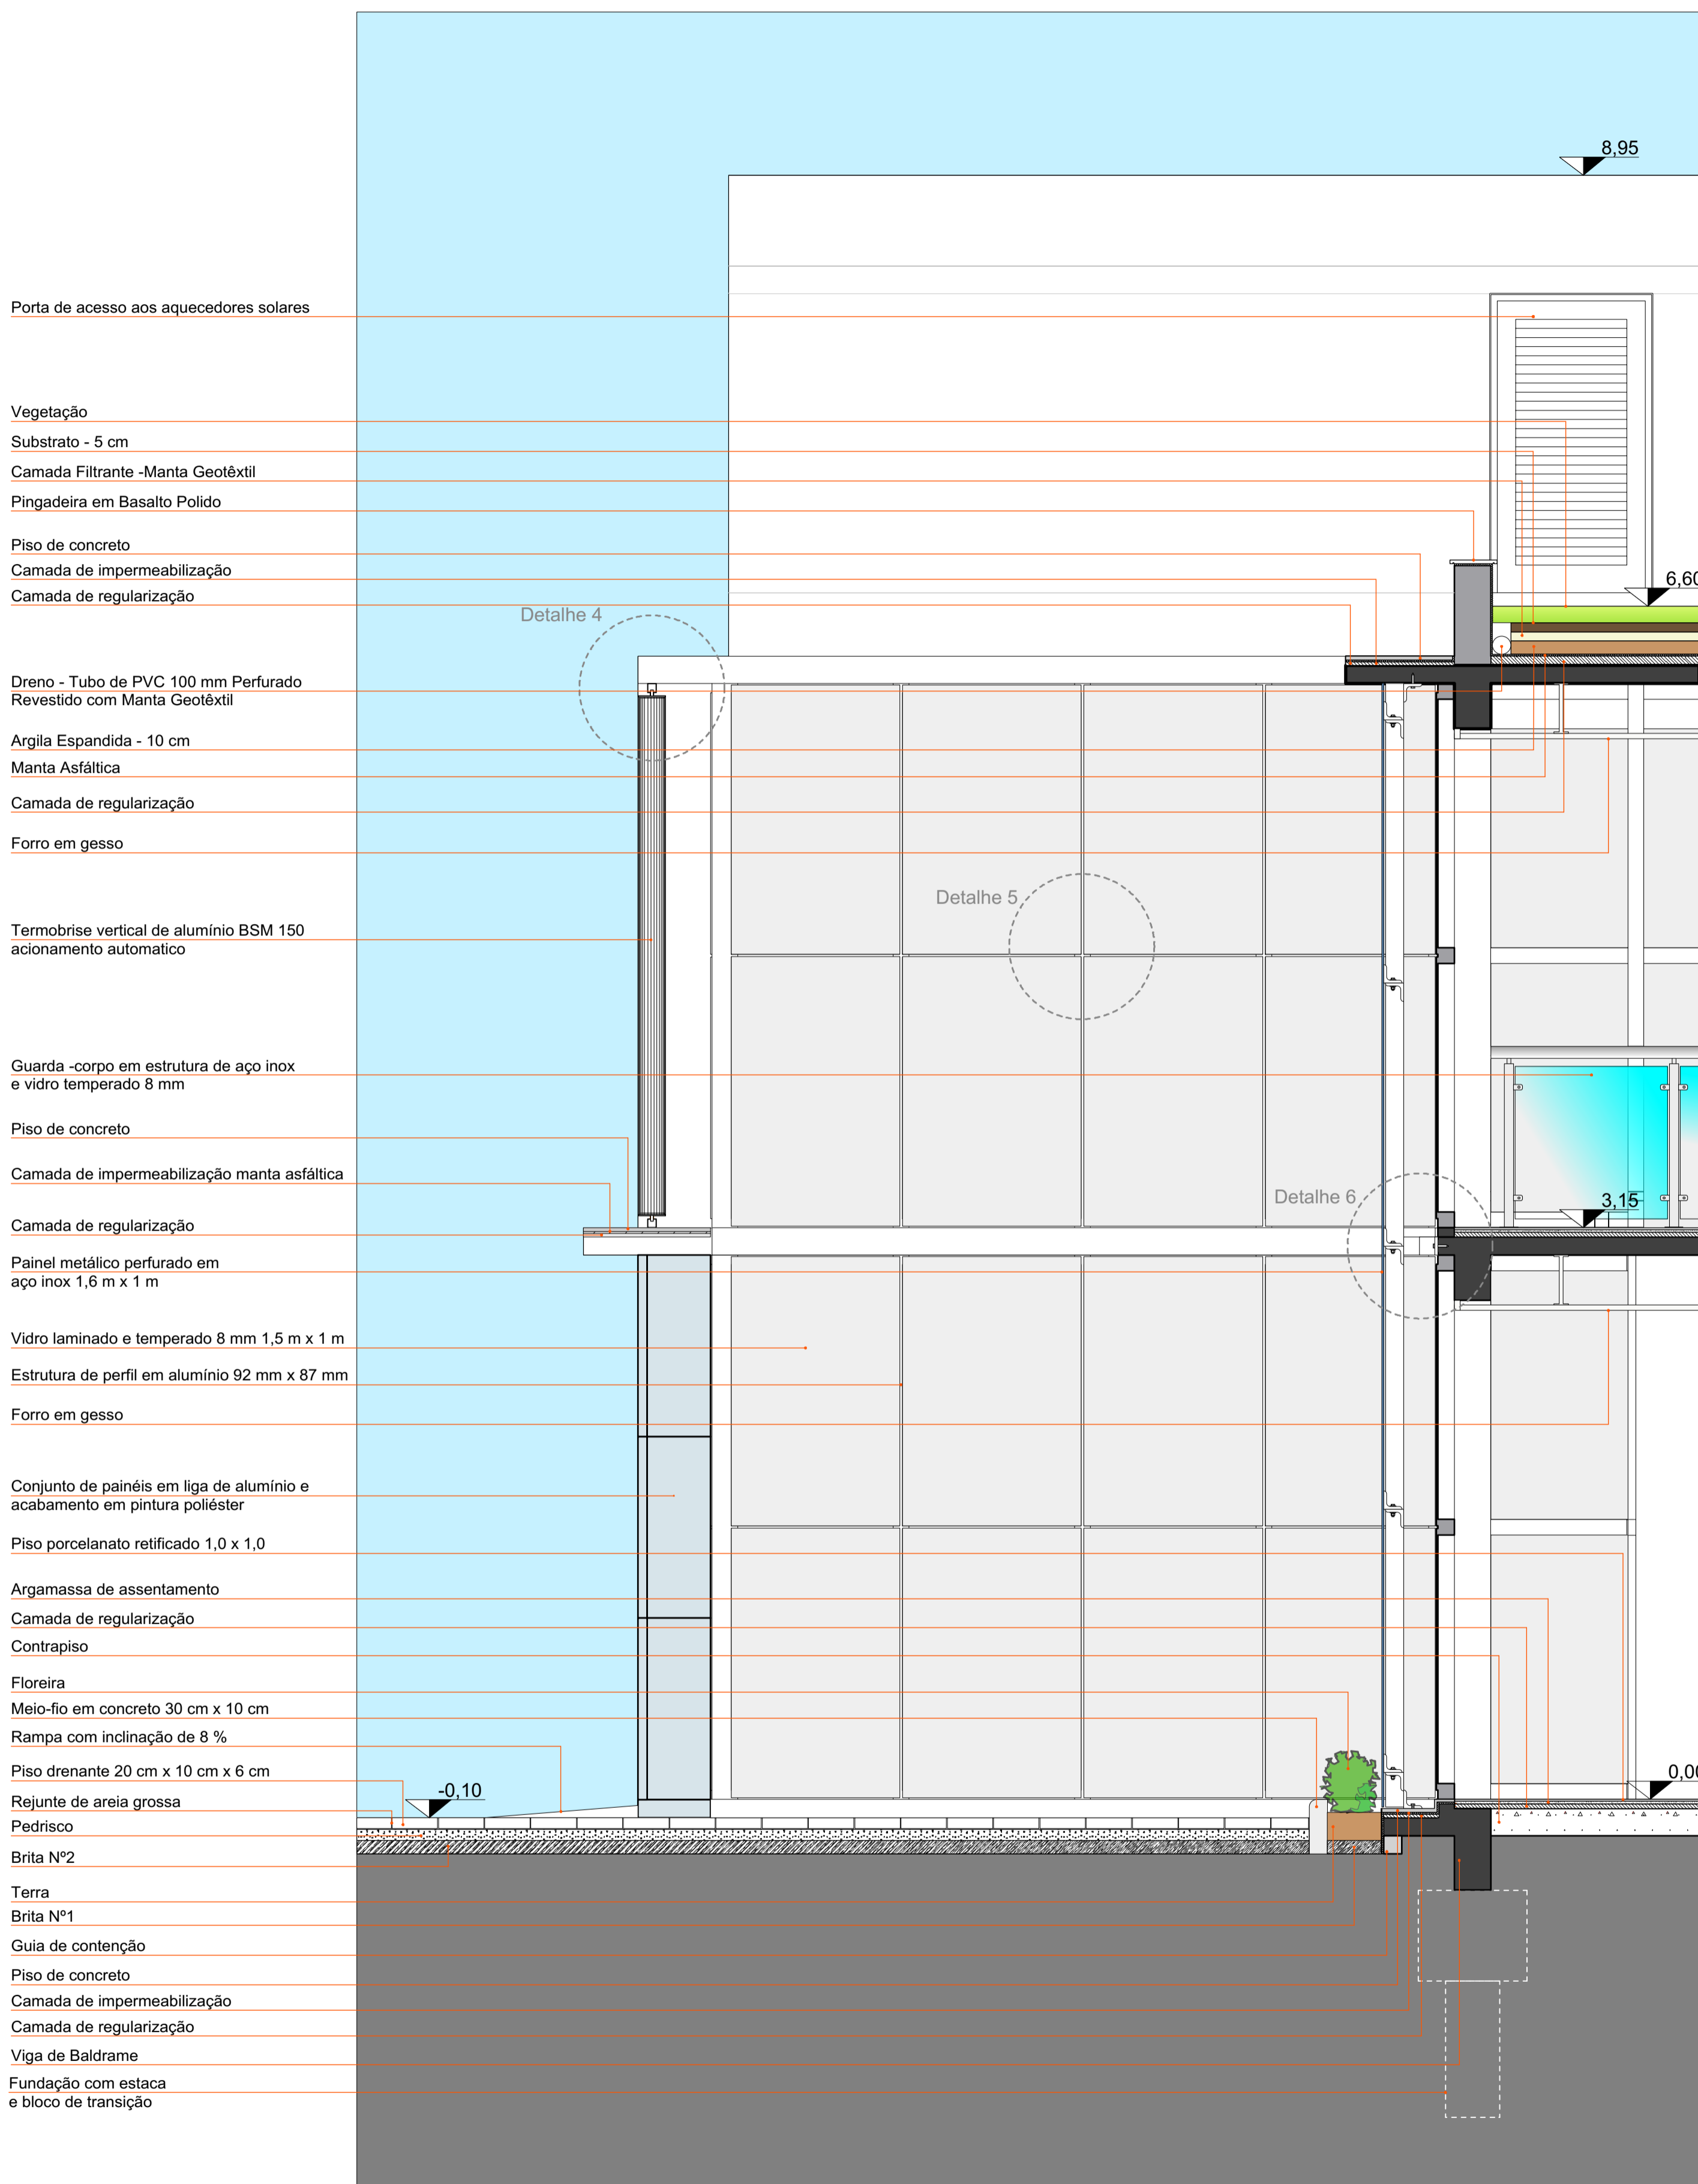 8,95
Porta de acesso aos aquecedores solares
Vegetação
Substrato - 5 cm
Camada Filtrante -Manta Geotêxtil
Pingadeira em Basalto Polido
Piso de concreto
Camada de impermeabilização
6,60
Camada de regularização
Detalhe 4
Dreno - Tubo de PVC 100 mm Perfurado
Revestido com Manta Geotêxtil
Argila Espandida - 10 cm
Manta Asfáltica
Camada de regularização
Forro em gesso
Detalhe 5
Termobrise vertical de alumínio BSM 150
acionamento automatico
Guarda -corpo em estrutura de aço inox
e vidro temperado 8 mm
Piso de concreto
Camada de impermeabilização manta asfáltica
Detalhe 6
3,15
Camada de regularização
Painel metálico perfurado em
aço inox 1,6 m x 1 m
Vidro laminado e temperado 8 mm 1,5 m x 1 m
Estrutura de perfil em alumínio 92 mm x 87 mm
Forro em gesso
Conjunto de painéis em liga de alumínio e
acabamento em pintura poliéster
Piso porcelanato retificado 1,0 x 1,0
Argamassa de assentamento
Camada de regularização
Contrapiso
Floreira
Meio-fio em concreto 30 cm x 10 cm
Rampa com inclinação de 8 %
Piso drenante 20 cm x 10 cm x 6 cm
0,00
-0,10
Rejunte de areia grossa
Pedrisco
Brita Nº2
Terra
Brita Nº1
Guia de contenção
Piso de concreto
Camada de impermeabilização
Camada de regularização
Viga de Baldrame
Fundação com estaca
e bloco de transição